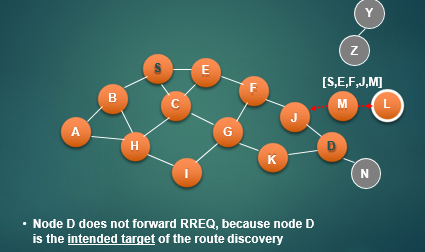 Y
Z
[S,E,F,J,M]
S
E
B
F
C
M
L
J
A
H
G
D
K
I
N
• Node D does not forward RREQ, because node D
is the intended target of the route discovery